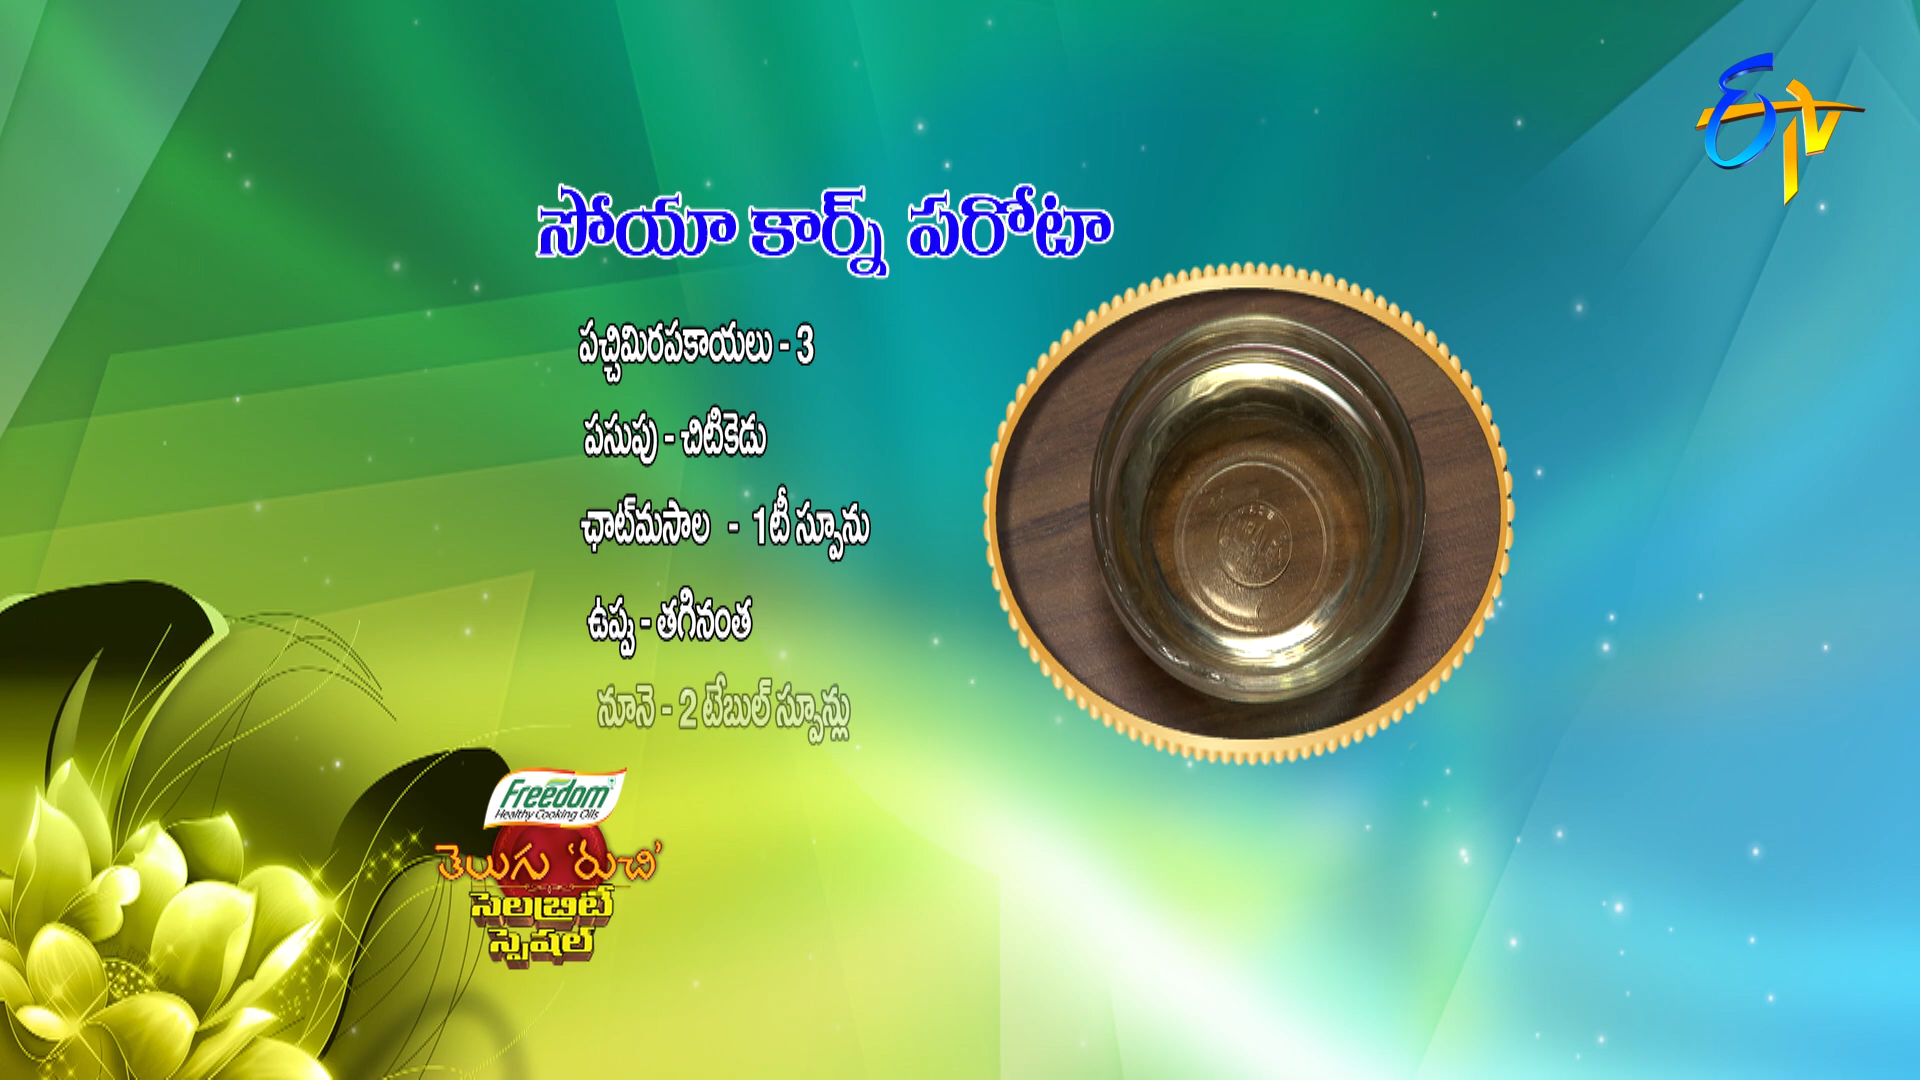 సోయా కార్న్ పరోటా
పచ్చిమిరపకాయలు - 3
పసుపు - చిటికెడు
ఛాట్‌మసాల - 1టీ స్పూను
ఉప్పు - తగినంత
నూనె - 2 టేబుల్ స్పూన్లు
Freedom
Healthy Cooking Oils
తెలుగు 'రుచి'
సెలబ్రిటీ
స్పెషల్